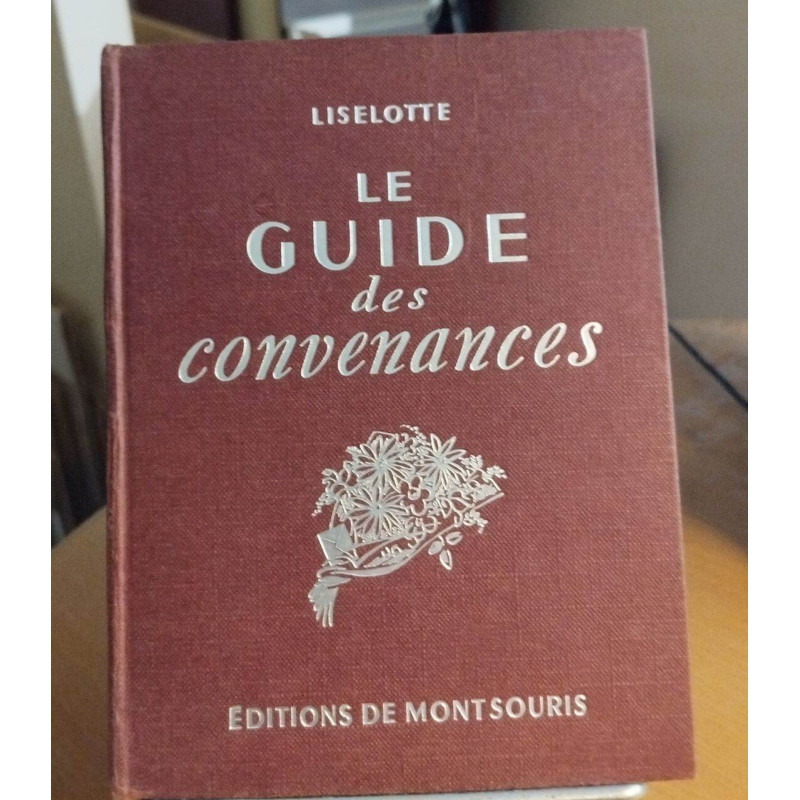 LISELOTTE
LE
GUIDE
des
convenances
EDITIONS DE MONTSOURIS